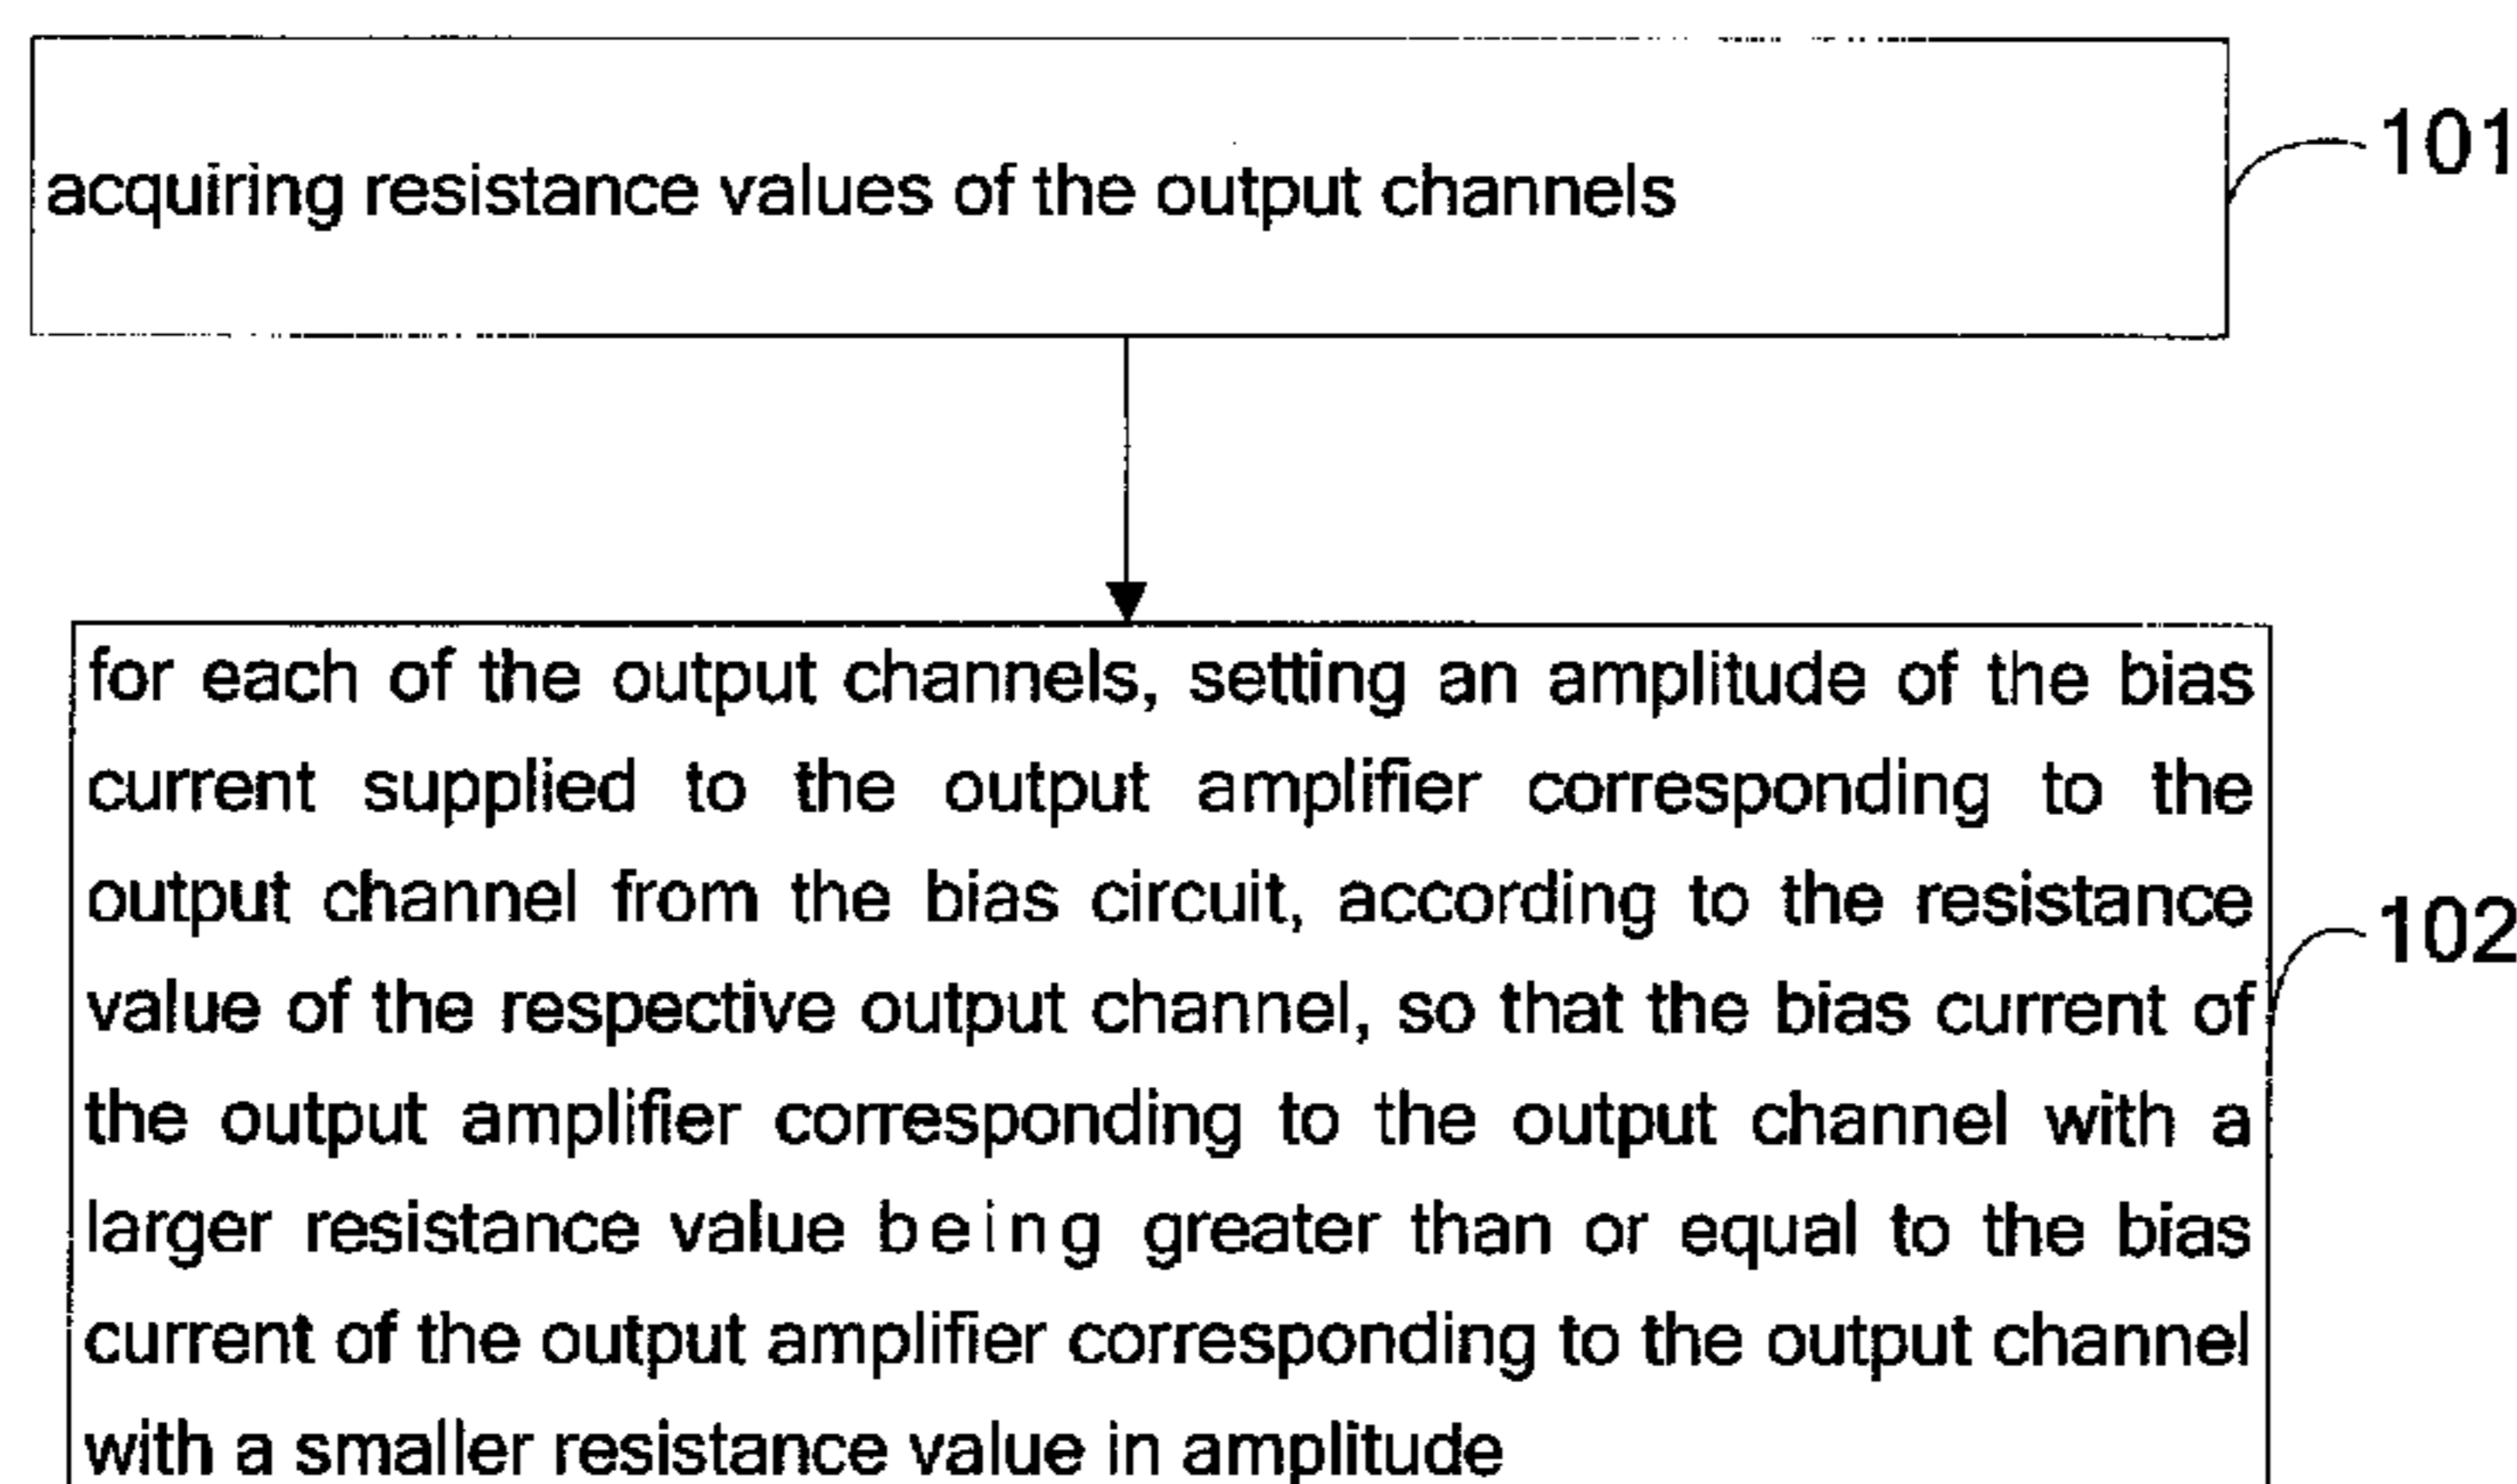 acquiring resistance values of the output channels
101
for each of the output channels, setting an amplitude of the bias
current supplied to the output amplifier corresponding to the
output channel from the bias circuit, according to the resistance
value of the respective output channel, so that the bias current of
the output amplifier corresponding to the output channel with a
larger resistance value being greater than or equal to the bias
current of the output amplifier corresponding to the output channel
with a smaller resistance value in amplitude
102